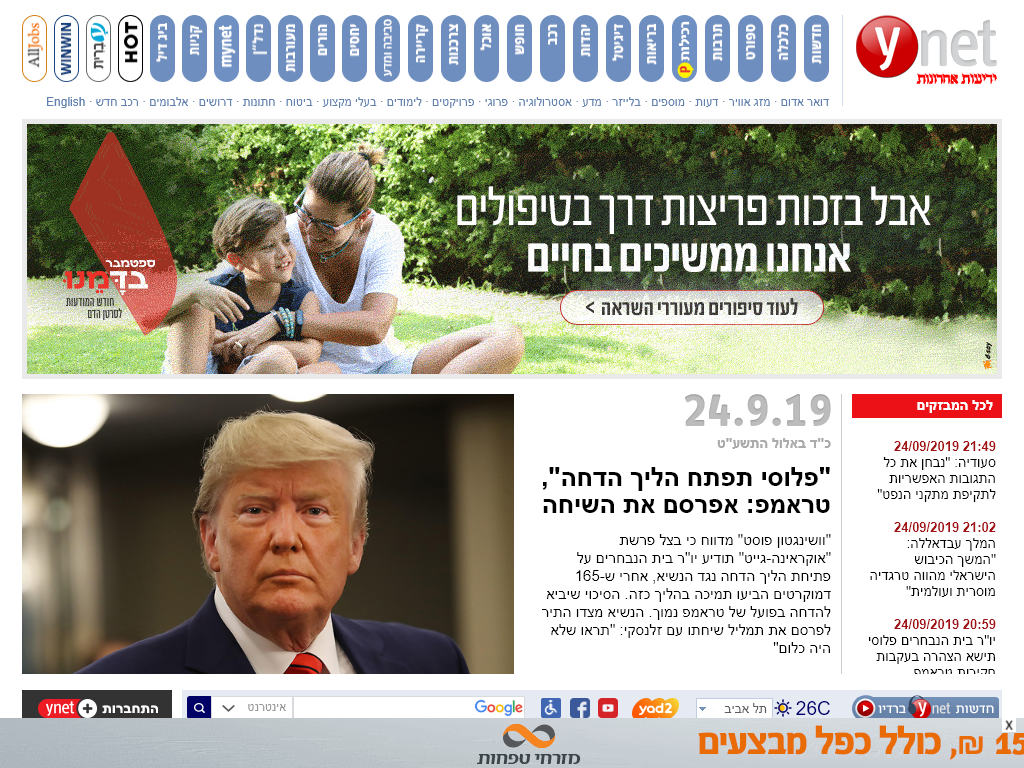 ynet
ידיעות אחרונות
חדשות
כלכלה
ספורט
תרבות
רכילות
בריאות
דיגיטל
יהדות
רכב
חופש
אוכל
צרכנות
קריירה
סביבה ומדע
יחסים
הורים
מעורבות
נדל"ן
mynet
קניות
ביג דיל
HOT
עברית
WINWIN
AllJobs
דואר אדום · מזג אוויר · דעות · מוספים · בלייזר · מדע · אסטרולוגיה · פרוגי · פרויקטים · לימודים · בעלי מקצוע · ביטוח · חתונות · דרושים · אלבומים · רכב חדש · English
אבל בזכות פריצות דרך בטיפולים
אנחנו ממשיכים בחיים
לעוד סיפורים מעוררי השראה >
ספטמבר
בדמנו
חודש המודעות
לסרטן הדם
לכל המבזקים
21:49 24/09/2019
סעודיה: "נבחן את כל
התגובות האפשריות
לתקיפת מתקני הנפט"
21:02 24/09/2019
המלך עבדאללה:
"המשך הכיבוש
הישראלי מהווה טרגדיה
מוסרית ועולמית"
20:59 24/09/2019
יו"ר בית הנבחרים פלוסי
תישא הצהרה בעקבות
חקירות טראמפ
24.9.19
כ"ד באלול התשע"ט
"פלוסי תפתח הליך הדחה",
טראמפ: אפרסם את השיחה
"וושינגטון פוסט" מדווח כי בצל פרשת
"אוקראינה-גייט" תודיע יו"ר בית הנבחרים על
פתיחת הליך הדחה נגד הנשיא, אחרי ש-165
דמוקרטים הביעו תמיכה בהליך כזה. הסיכוי שיביא
להדחה בפועל של טראמפ נמוך. הנשיא מצדו התיר
לפרסם את תמליל שיחתו עם זלנסקי: "תראו שלא
היה כלום"
חדשות ynet ברדיו
26C
תל אביב
yad2
Google
אינטרנט
התחברות + ynet
X
15 ₪, כולל כפל מבצעים
מזרחי טפחות